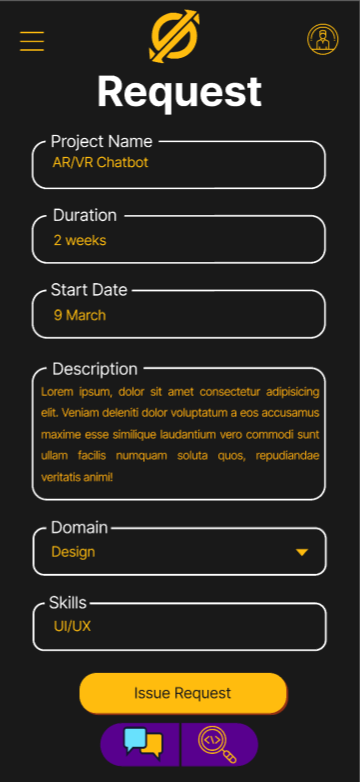 Request
Project Name
AR/VR Chatbot
Duration
2 weeks
Start Date
9 March
Description
Lorem ipsum, dolor sit amet consectetur adipisicing
elit. Veniam deleniti dolor voluptatum a eos accusamus
maxime esse similique laudantium vero commodi sunt
ullam facilis numquam soluta quos, repudiandae
veritatis animi!
Domain
Design
Skills
UI/UX
Issue Request